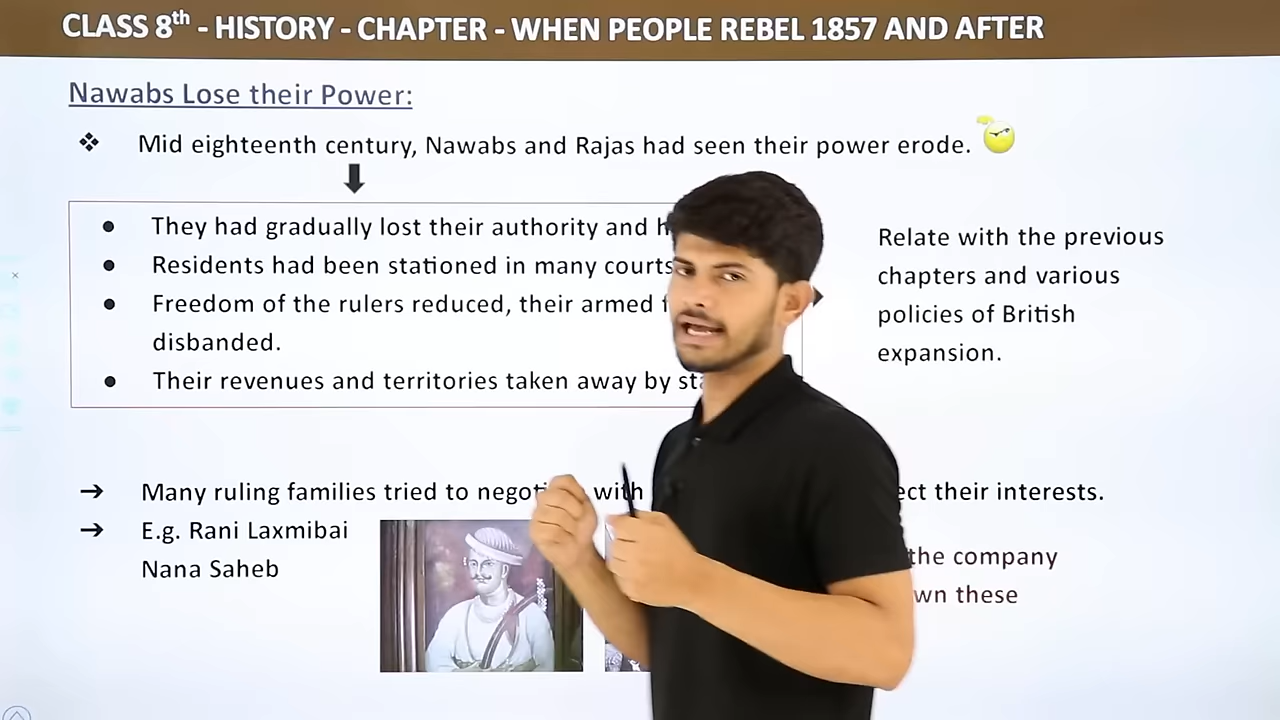 CLASS 8th - HISTORY - CHAPTER - WHEN PEOPLE REBEL 1857 AND AFTER
Nawabs Lose their Power:
❖ Mid eighteenth century, Nawabs and Rajas had seen their power erode.
● They had gradually lost their authority and
● Residents had been stationed in many courts
● Freedom of the rulers reduced, their armed
disbanded.
● Their revenues and territories taken away by
Relate with the previous
chapters and various
policies of British
expansion.
→ Many ruling families tried to with their interests.
→ E.g. Rani Laxmibai
Nana Saheb
the company
these